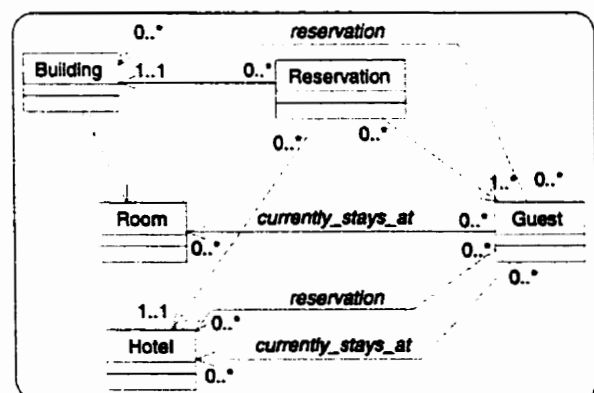 0..* reservation
Building 1..1 0..* Reservation
0..* 0..*
1..* 0..*
Room currently_stays_at 0..* Guest
0..* 0..*
reservation 0..*
1..1 0..*
Hotel currently_stays_at
0..*